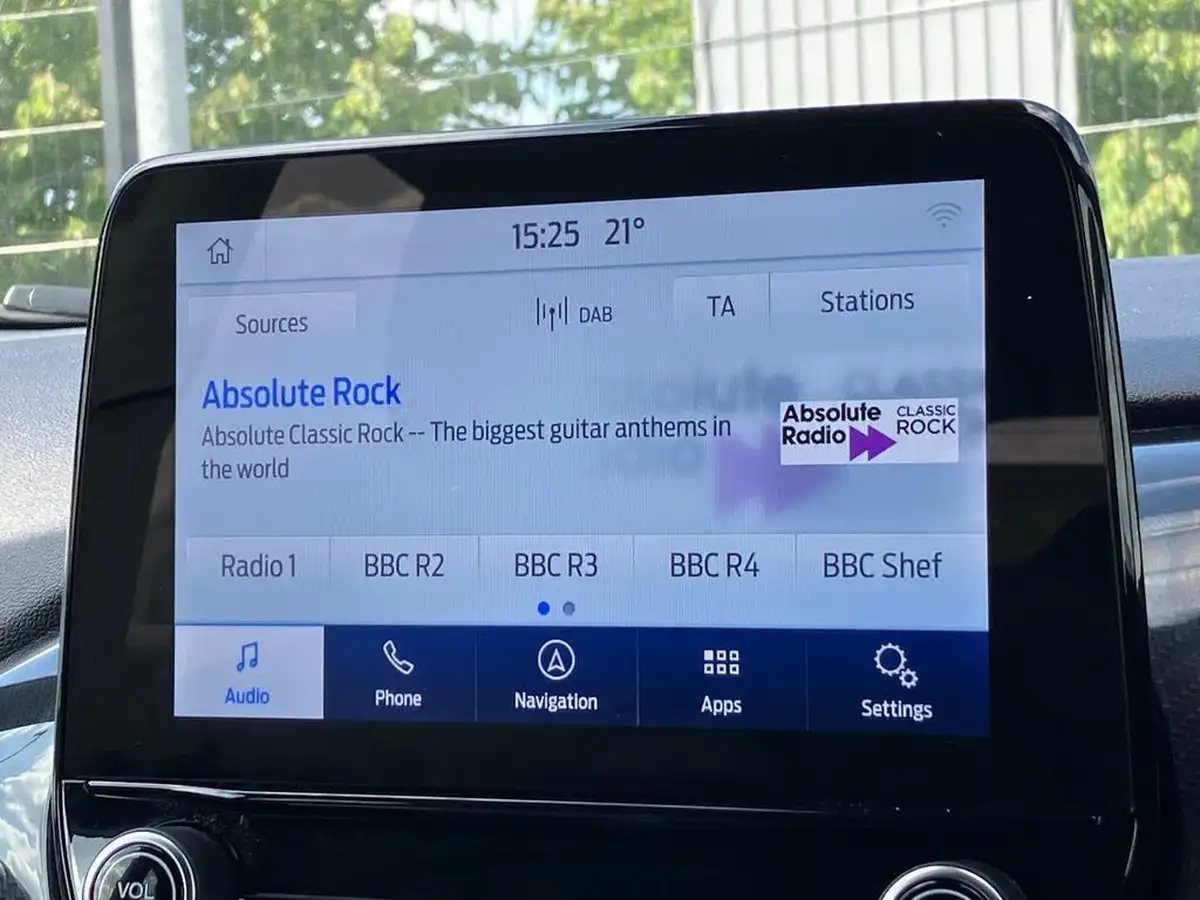 15:25 21°
Sources
DAB
TA
Stations
Absolute Rock
Absolute Classic Rock -- The biggest guitar anthems in
the world
Absolute
Radio
CLASSIC
ROCK
Radio 1
BBC R2
BBC R3
BBC R4
BBC Shef
Audio
Phone
Navigation
Apps
Settings
VOL